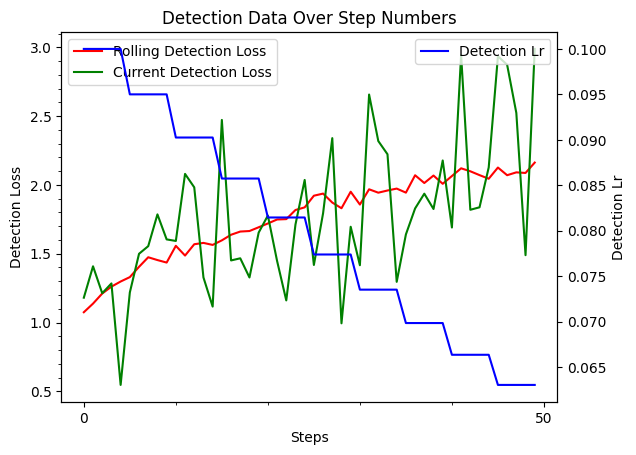 Detection Data Over Step Numbers
Rolling Detection Loss
Current Detection Loss
Detection Lr
3.0
2.5
2.0
1.5
1.0
0.5
Detection Loss
0.100
0.095
0.090
0.085
0.080
0.075
0.070
0.065
Detection Lr
0
50
Steps